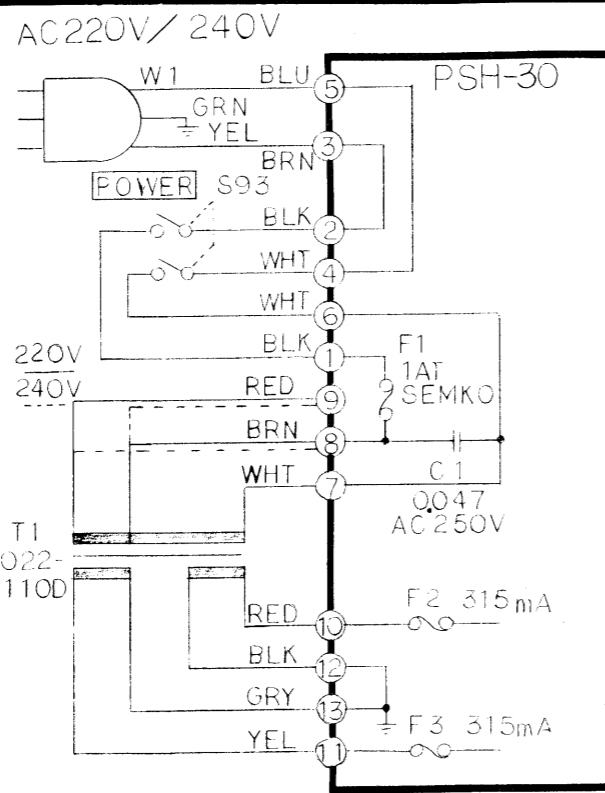 AC220V/240V
PSH-30
W1
BLU
5
GRN
YEL
3
BRN
POWER
S93
BLK
2
WHT
4
WHT
6
BLK
1
F1
1AT
SEMKO
220V
240V
RED
9
BRN
8
WHT
7
C1
0.047
AC250V
T1
022-
110D
RED
10
F2 315mA
BLK
12
GRY
13
YEL
11
F3 315mA